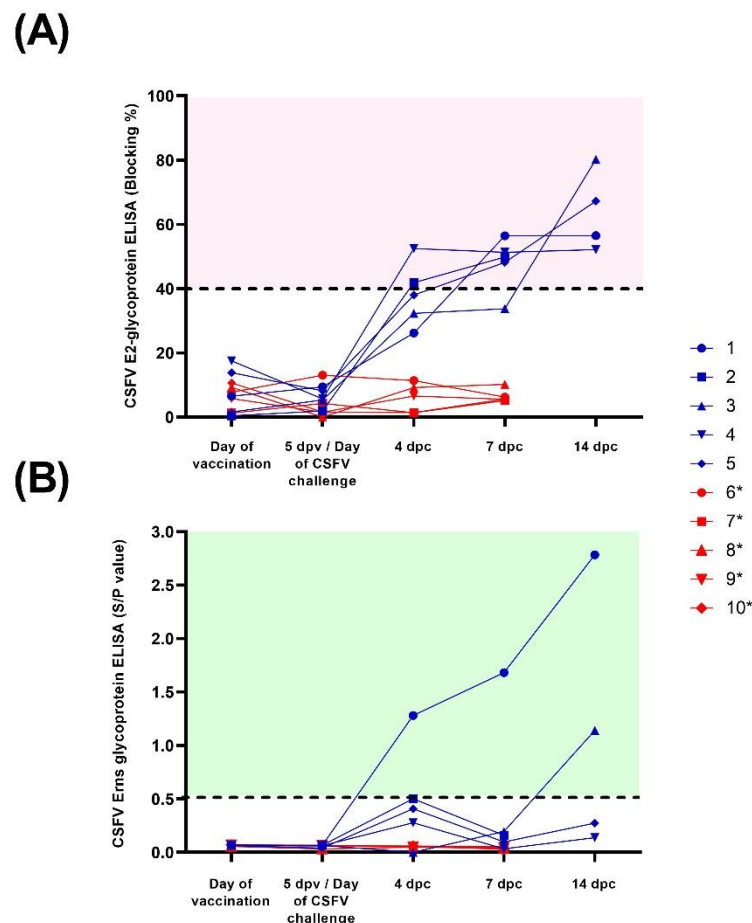 (A)
CSFV E2-glycoprotein ELISA (Blocking %)
100
80
60
40
20
0
Day of
vaccination
5 dpv / Day
of CSFV
challenge
4 dpc
7 dpc
14 dpc
(B)
CSFV Erns glycoprotein ELISA (S/P value)
3.0
2.5
2.0
1.5
1.0
0.5
0.0
Day of
vaccination
5 dpv / Day
of CSFV
challenge
4 dpc
7 dpc
14 dpc
1
2
3
4
5
6*
7*
8*
9*
10*